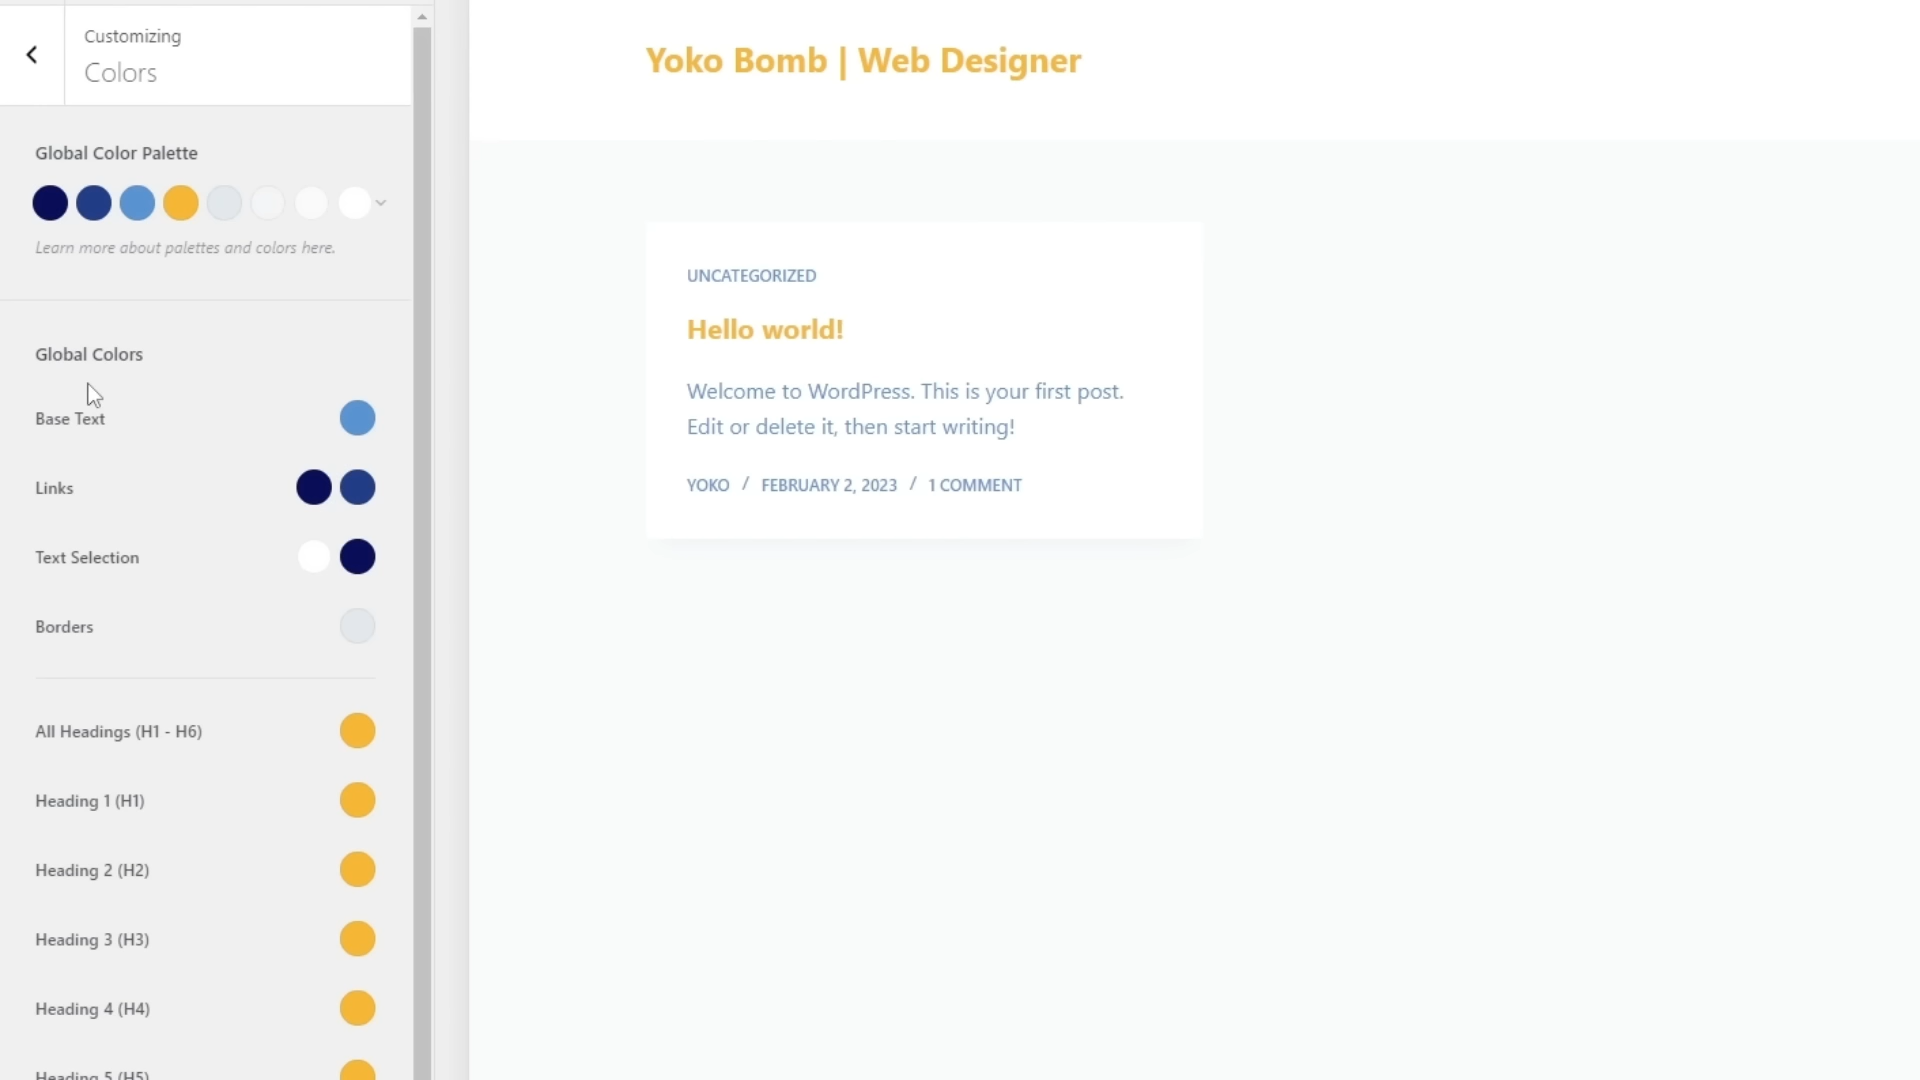 Customizing
Colors
Global Color Palette
Learn more about palettes and colors here.
Global Colors
Base Text
Links
Text Selection
Borders
All Headings (H1 - H6)
Heading 1 (H1)
Heading 2 (H2)
Heading 3 (H3)
Heading 4 (H4)
Heading 5 (H5)
Yoko Bomb | Web Designer
UNCATEGORIZED
Hello world!
Welcome to WordPress. This is your first post.
Edit or delete it, then start writing!
YOKO / FEBRUARY 2, 2023 / 1 COMMENT